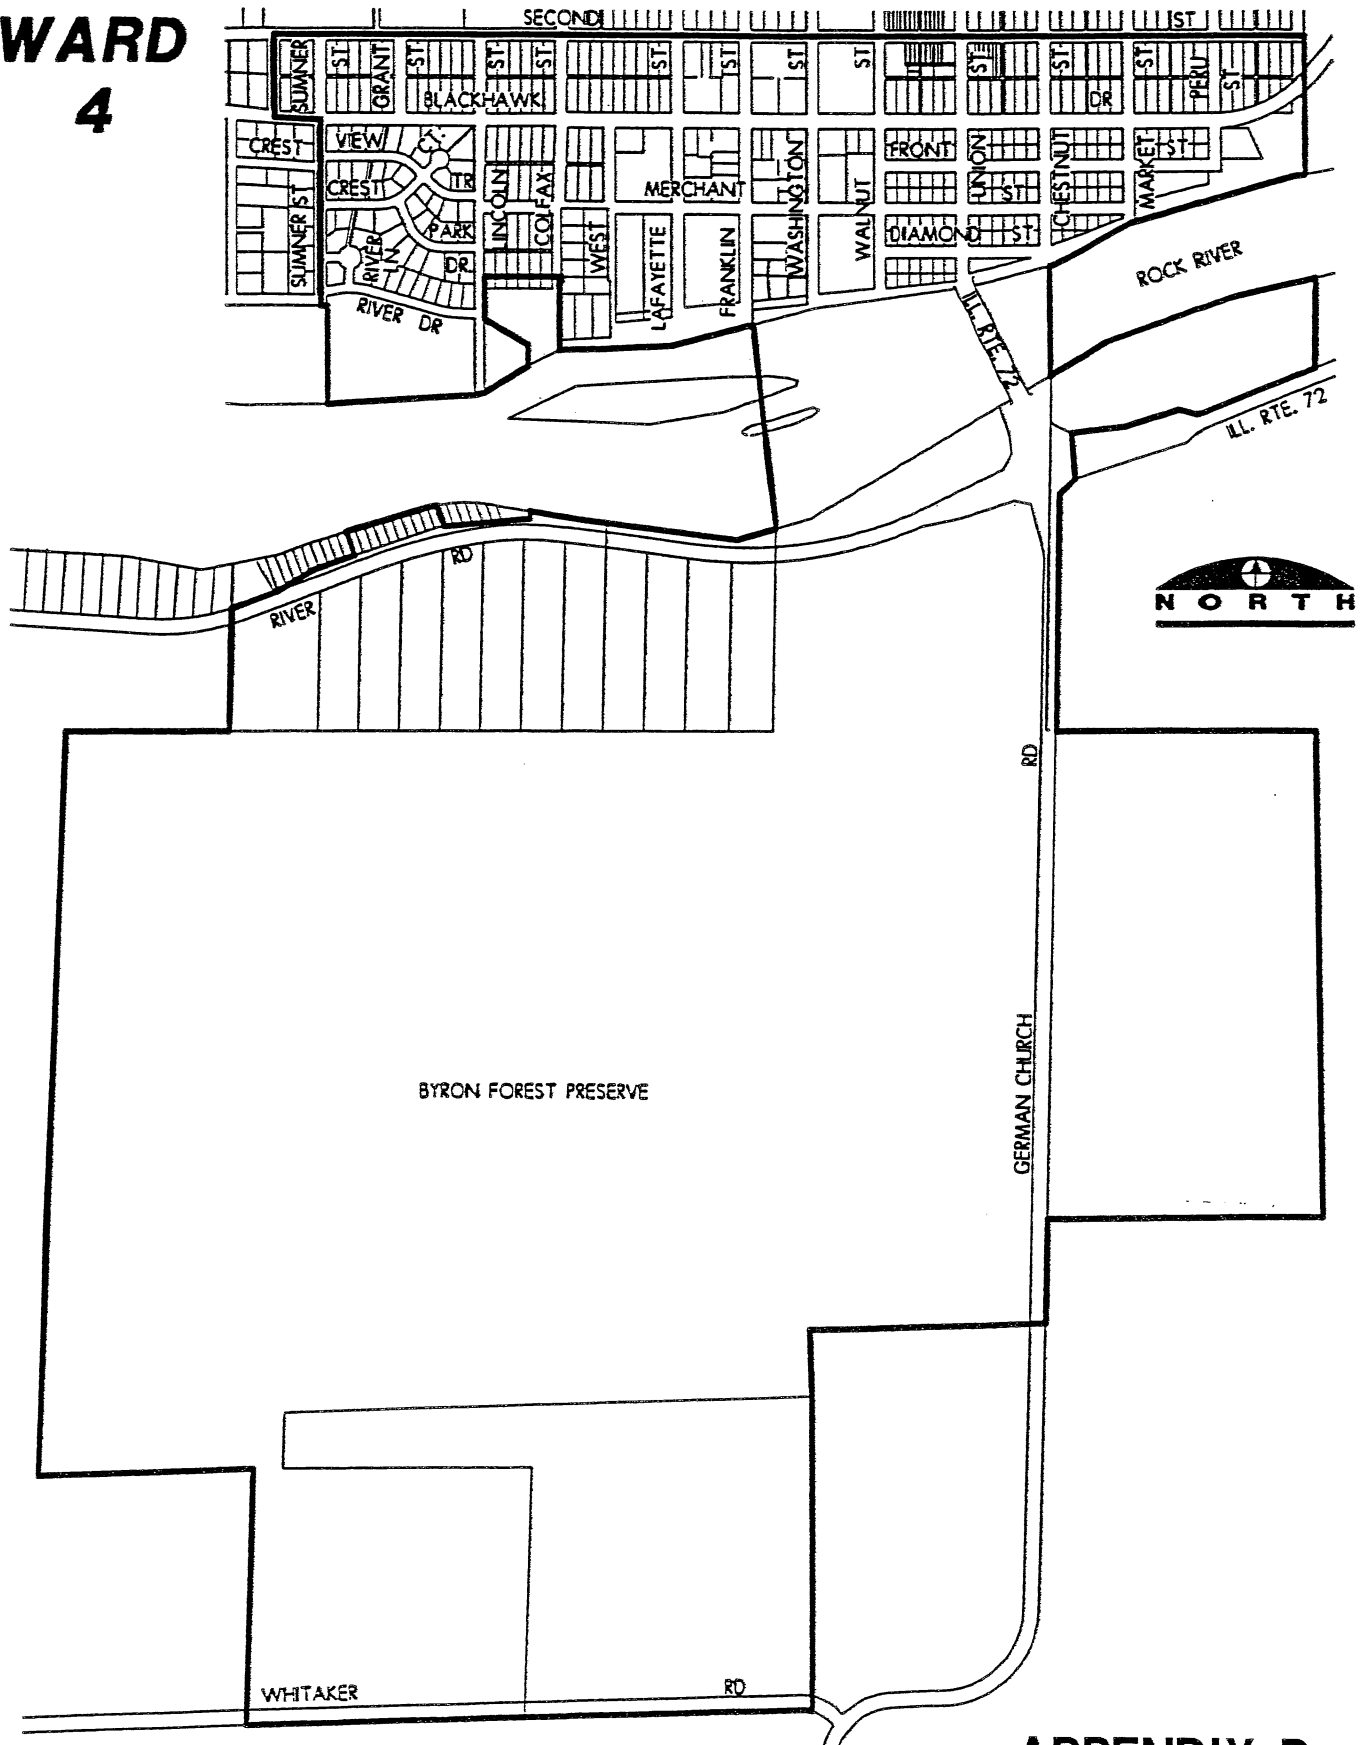 WARD
4
SECOND ST
SUMNER ST
GRANT ST
ST
ST
ST
ST
ST
ST
ST
ST
ST
PERU ST
BLACKHAWK DR
CREST VIEW CT.
FRONT ST
CREST TR
MERCHANT ST
SUMNER ST
LINCOLN
COLFAX
WEST
LAFAYETTE
FRANKLIN
WASHINGTON
WALNUT
UNION
CHESTNUT
MARKET
PARK DR
DIAMOND ST
RIVER LN
RIVER DR
ROCK RIVER
ILL. RTE. 72
ILL. RTE. 72
RIVER RD
NORTH
GERMAN CHURCH RD
BYRON FOREST PRESERVE
WHITAKER RD